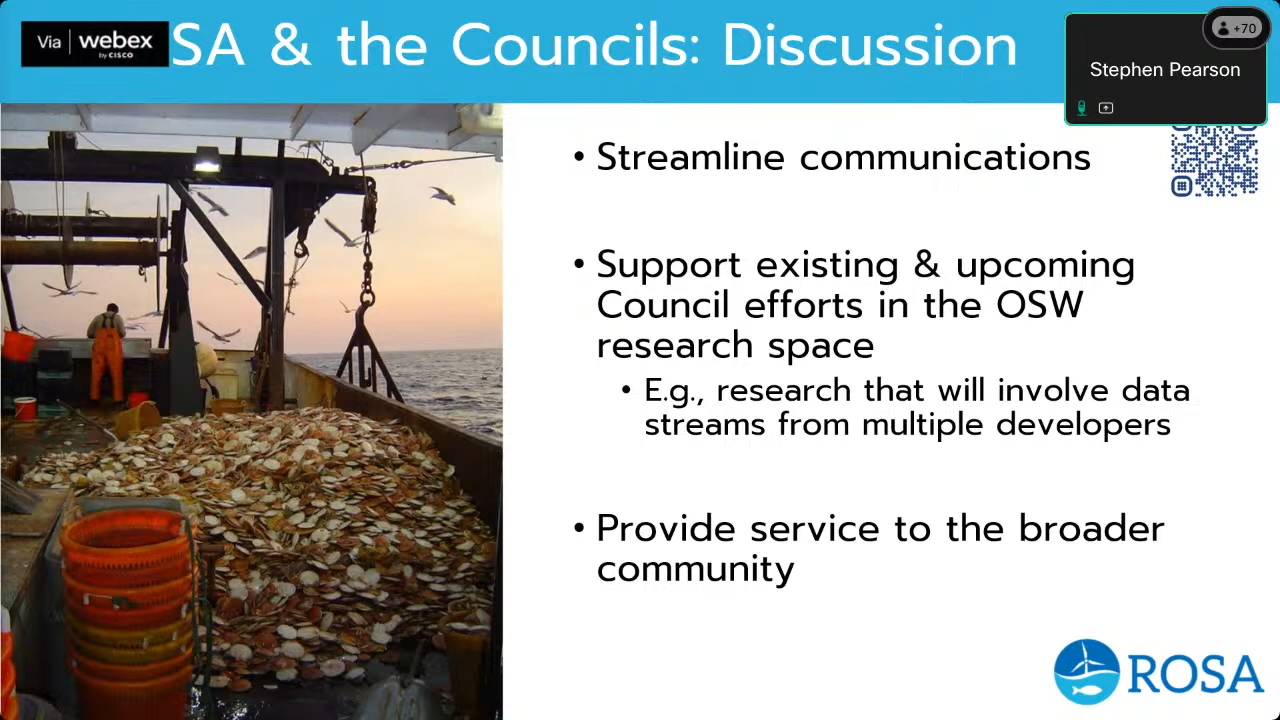 Via webex
by CISCO
SA & the Councils: Discussion
+70
Stephen Pearson
• Streamline communications
• Support existing & upcoming
Council efforts in the OSW
research space
• E.g., research that will involve data
streams from multiple developers
• Provide service to the broader
community
ROSA